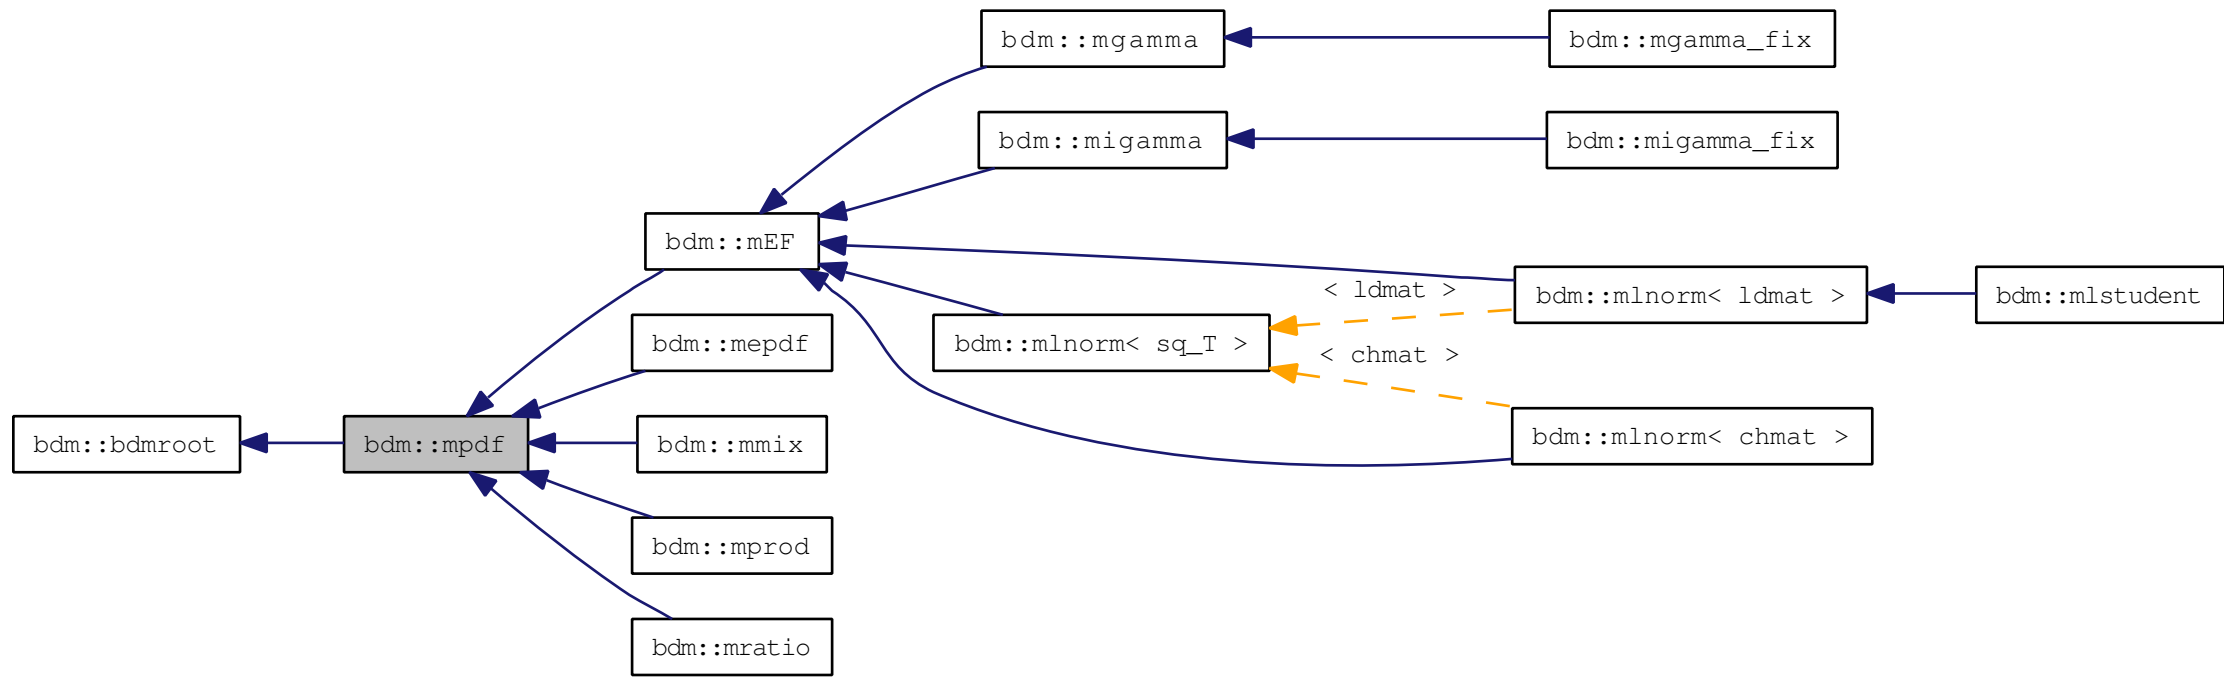 bdm::mgamma
bdm::mgamma_fix
bdm::migamma
bdm::migamma_fix
bdm::mEF
< ldmat >
bdm::mlnorm< ldmat >
bdm::mlstudent
bdm::mepdf
bdm::mlnorm< sq_T >
< chmat >
bdm::bdmroot
bdm::mpdf
bdm::mmix
bdm::mlnorm< chmat >
bdm::mprod
bdm::mratio